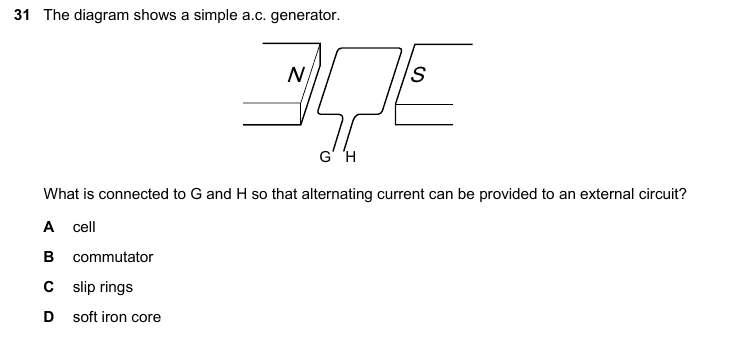 31 The diagram shows a simple a.c. generator.
N S
G H
What is connected to G and H so that alternating current can be provided to an external circuit?
A cell
B commutator
C slip rings
D soft iron core